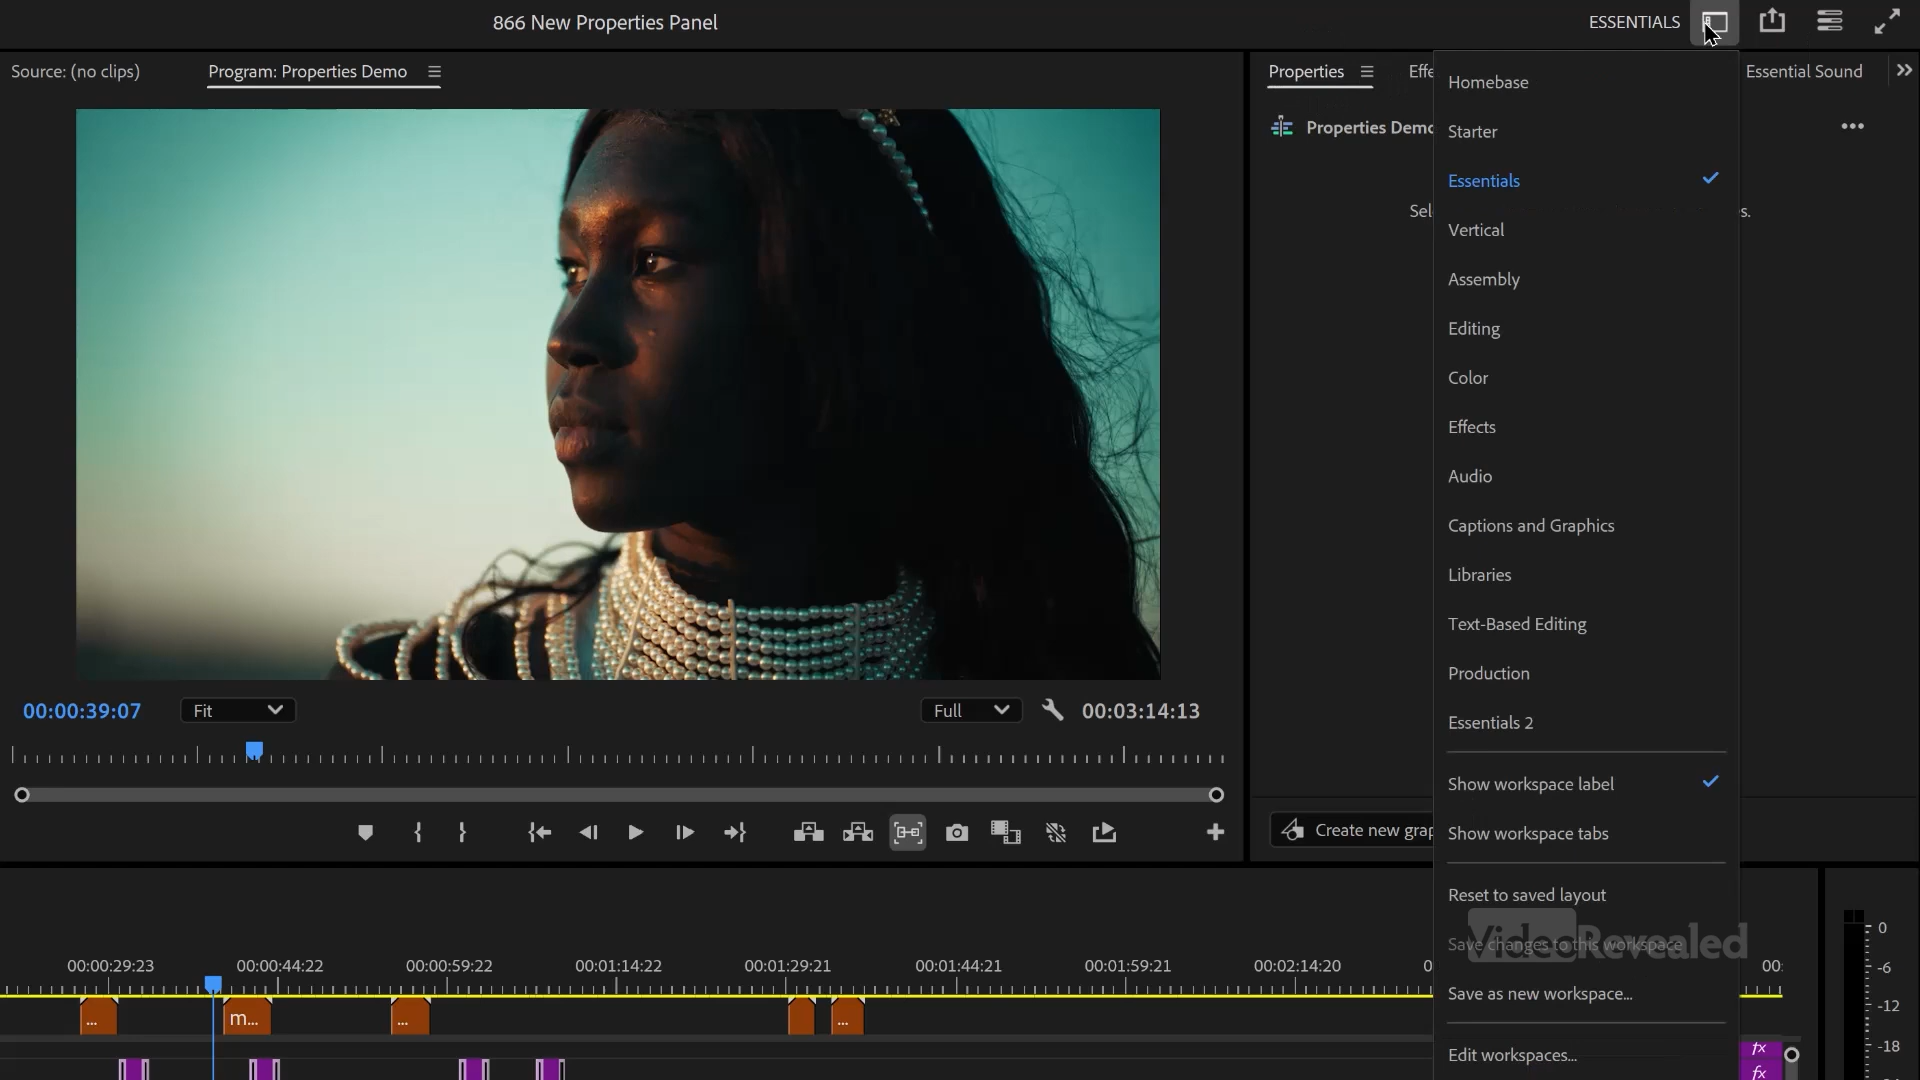 866 New Properties Panel
ESSENTIALS
Source: (no clips)
Program: Properties Demo
Properties
Effe
Essential Sound
Properties Demo
Sel
s.
Homebase
Starter
Essentials
Vertical
Assembly
Editing
Color
Effects
Audio
Captions and Graphics
Libraries
Text-Based Editing
Production
Essentials 2
Show workspace label
Show workspace tabs
Reset to saved layout
Save changes to this workspace
Save as new workspace...
Edit workspaces...
VideoRevealed
00:00:39:07
Fit
Full
00:03:14:13
Create new grap
00:00:29:23
00:00:44:22
00:00:59:22
00:01:14:22
00:01:29:21
00:01:44:21
00:01:59:21
00:02:14:20
0
00:
...
m...
...
...
fx
fx
0
-6
-12
-18